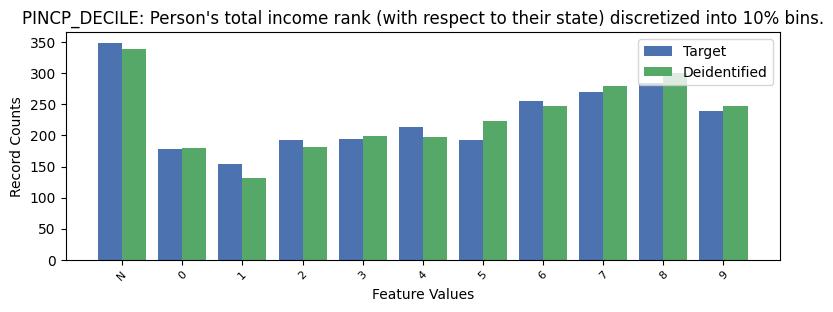 PINCP_DECILE: Person's total income rank (with respect to their state) discretized into 10% bins.
Target
Deidentified
Record Counts
350
300
250
200
150
100
50
0
N 0 1 2 3 4 5 6 7 8 9
Feature Values